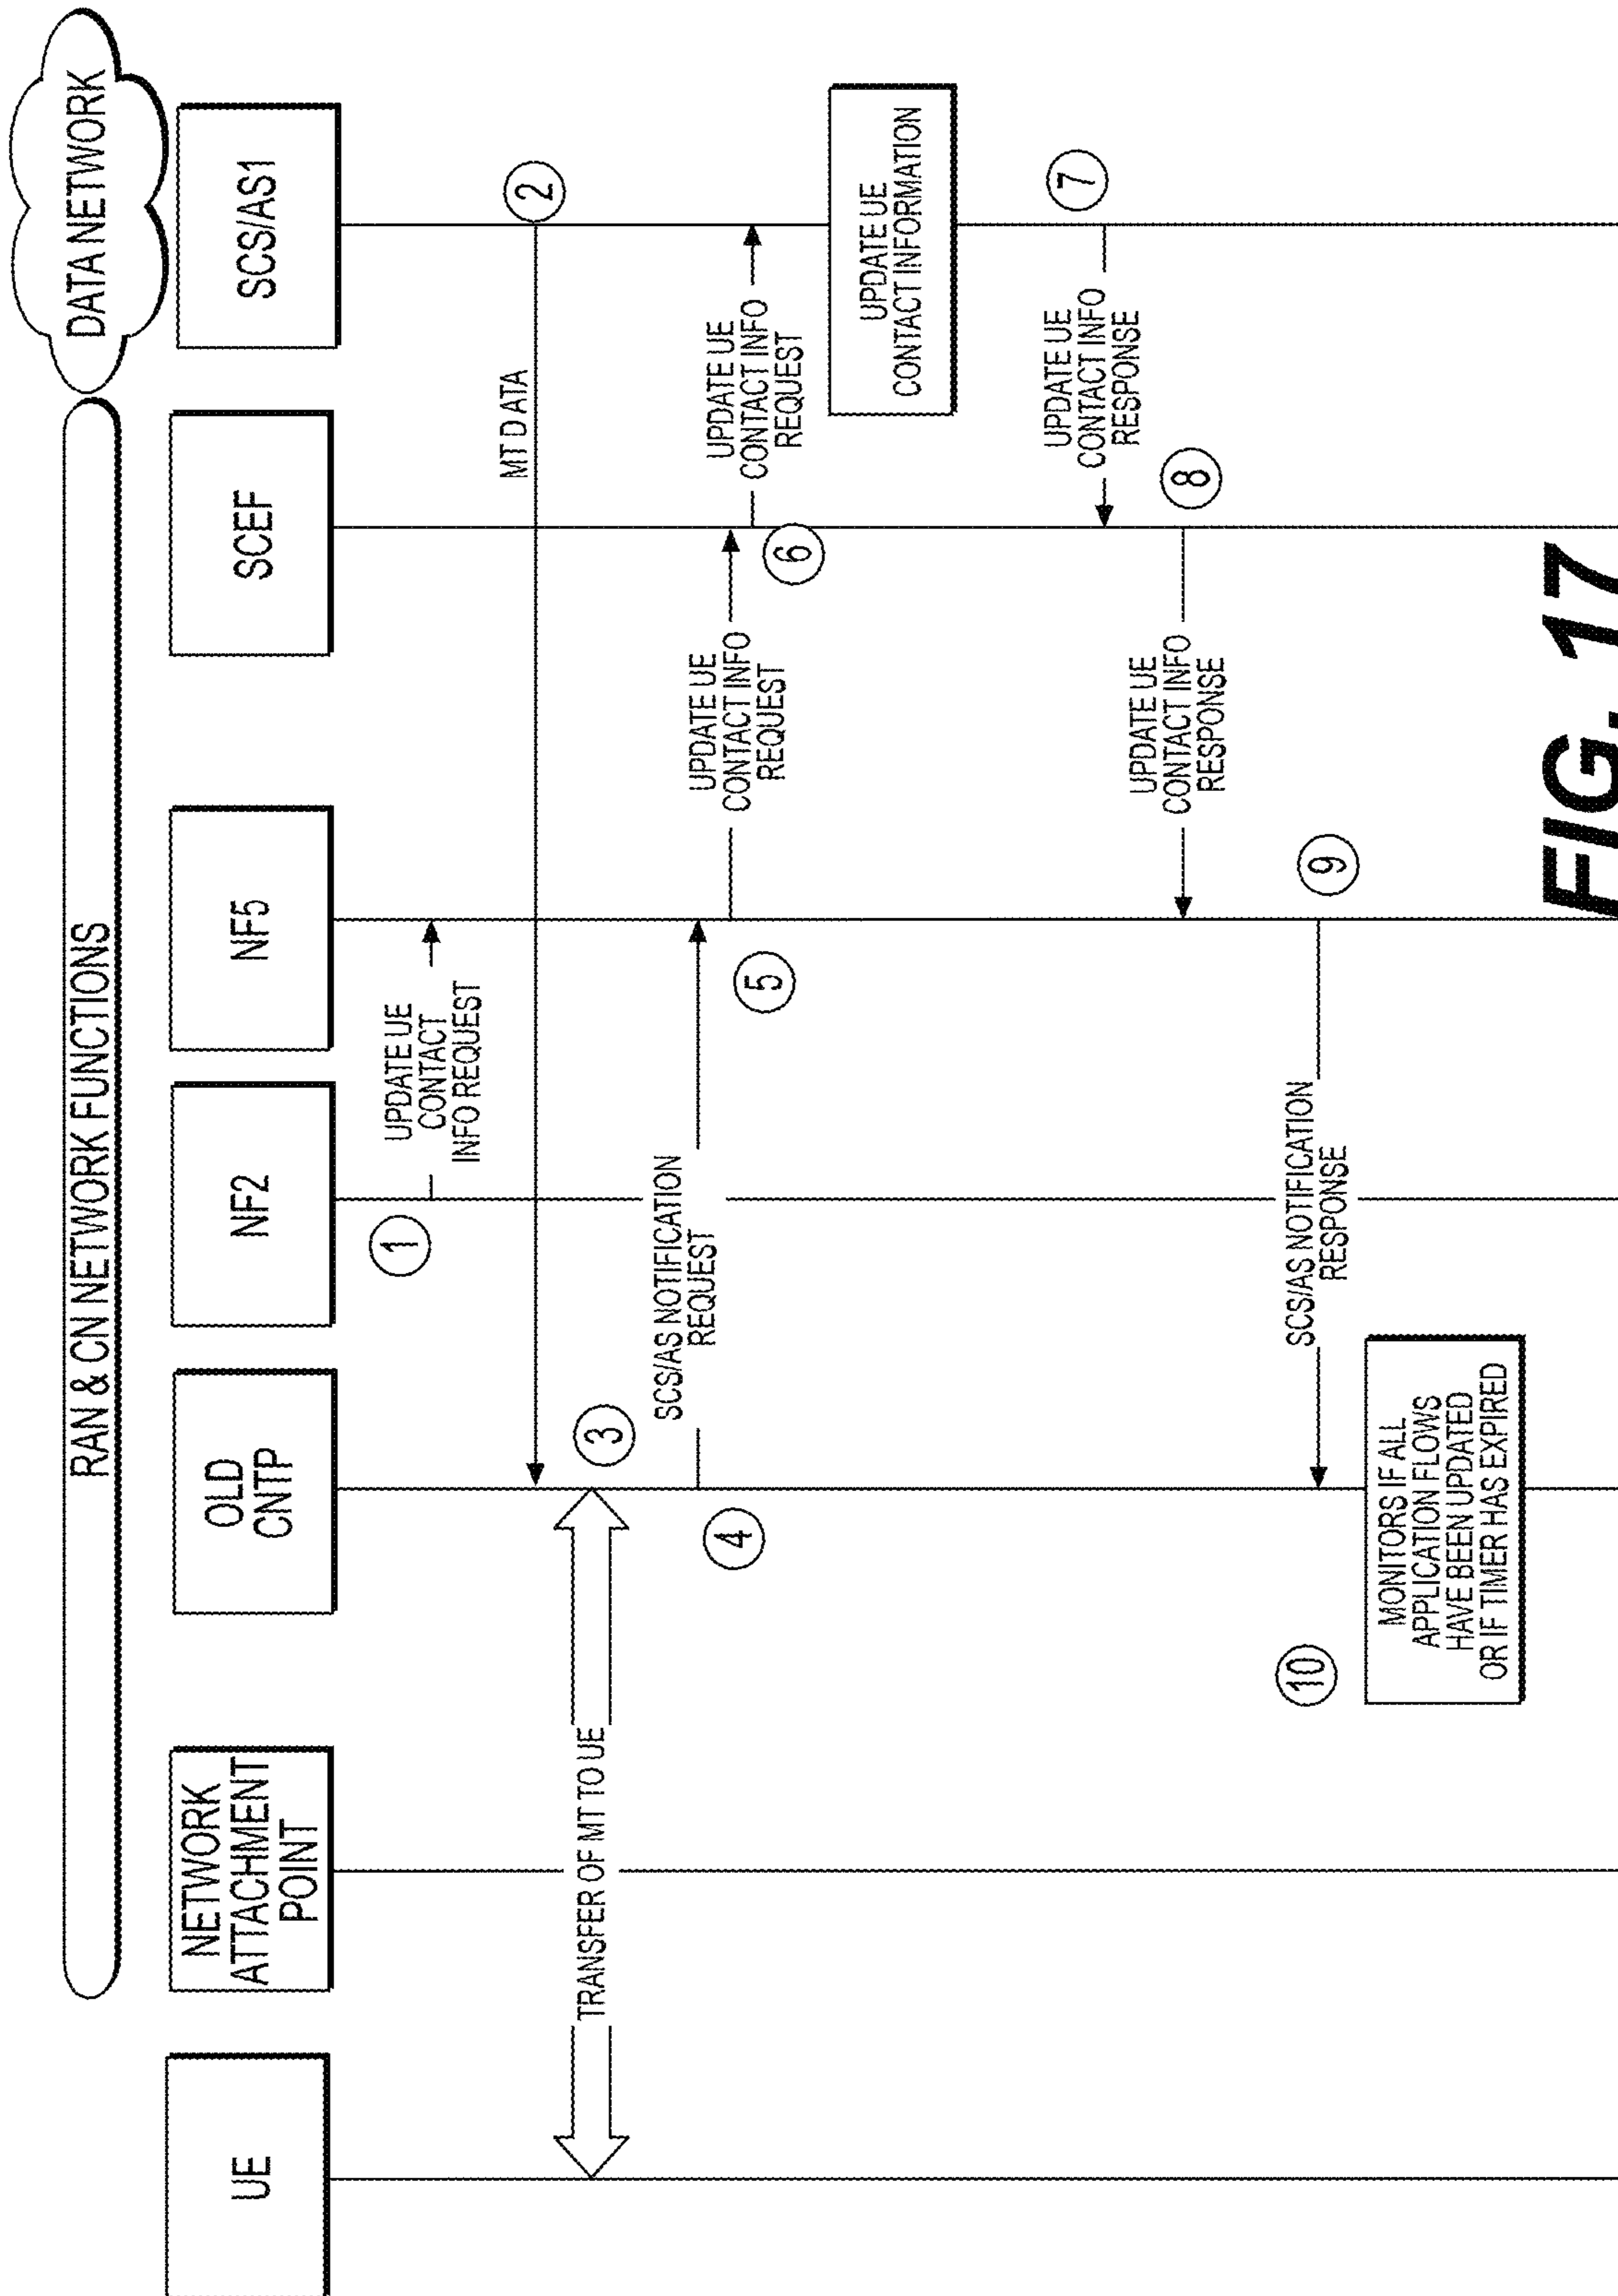 RAN & CN NETWORK FUNCTIONS
DATA NETWORK
UE
NETWORK
ATTACHMENT
POINT
OLD
CNTP
NF2
NF5
SCEF
SCS/AS1
1
UPDATE UE
CONTACT
INFO REQUEST
MT DATA
2
TRANSFER OF MT TO UE
3
4
SCS/AS NOTIFICATION
REQUEST
5
UPDATE UE
CONTACT INFO
REQUEST
6
UPDATE UE
CONTACT INFO
REQUEST
UPDATE UE
CONTACT INFORMATION
7
UPDATE UE
CONTACT INFO
RESPONSE
8
UPDATE UE
CONTACT INFO
RESPONSE
9
SCS/AS NOTIFICATION
RESPONSE
10
MONITORS IF ALL
APPLICATION FLOWS
HAVE BEEN UPDATED
OR IF TIMER HAS EXPIRED
FIG. 17